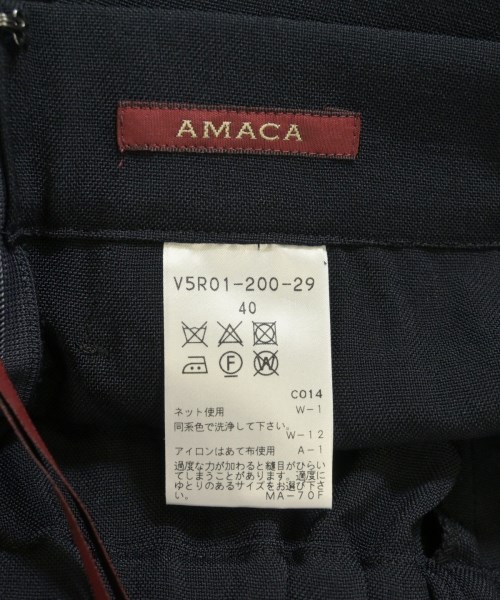 AMACA
V5R01-200-29
40
F W
C014
ネット使用 W-1
同系色で洗浄して下さい。
W-12
アイロンはあて布使用 A-1
過度な力が加わると縫目がひらい
てしまうことがあります。適度に
ゆとりのあるサイズをお選び下さ
い。 MA-70F